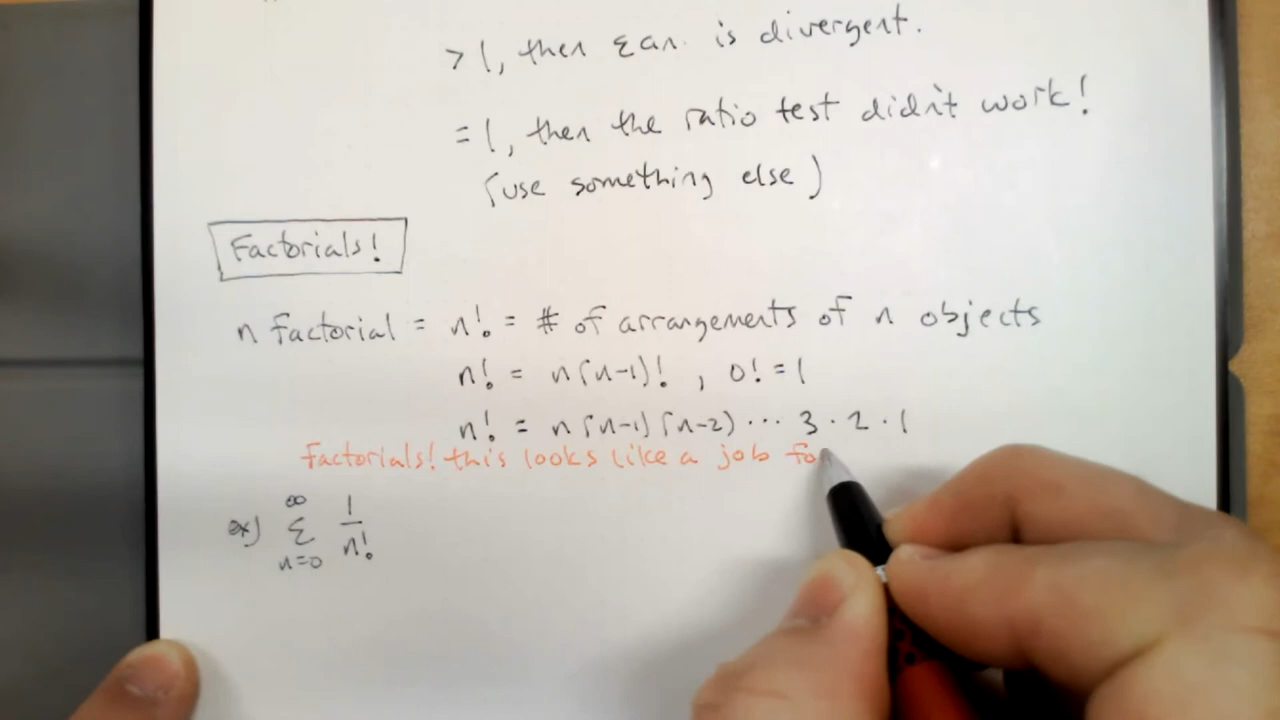 > 1, then Σan is divergent.
= 1, then the ratio test didn't work!
(use something else)
Factorials!
n factorial = n! = # of arrangements of n objects
n! = n(n-1)! , 0! = 1
n! = n(n-1)(n-2) ··· 3 · 2 · 1
Factorials! this looks like a job fo
ex) ∞ Σ n=0 1/n!